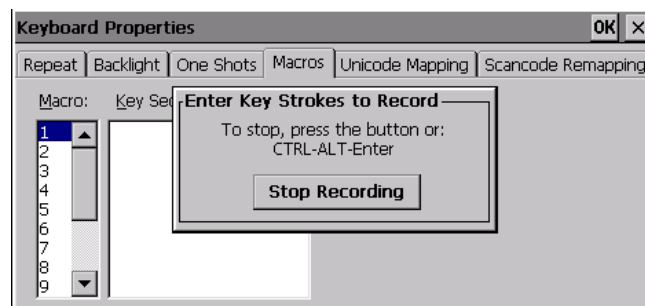 Keyboard Properties OK ×
Repeat Backlight One Shots Macros Unicode Mapping Scancode Remapping
Macro: Key Seq
Enter Key Strokes to Record
To stop, press the button or:
CTRL-ALT-Enter
Stop Recording
1
2
3
4
5
6
7
8
9